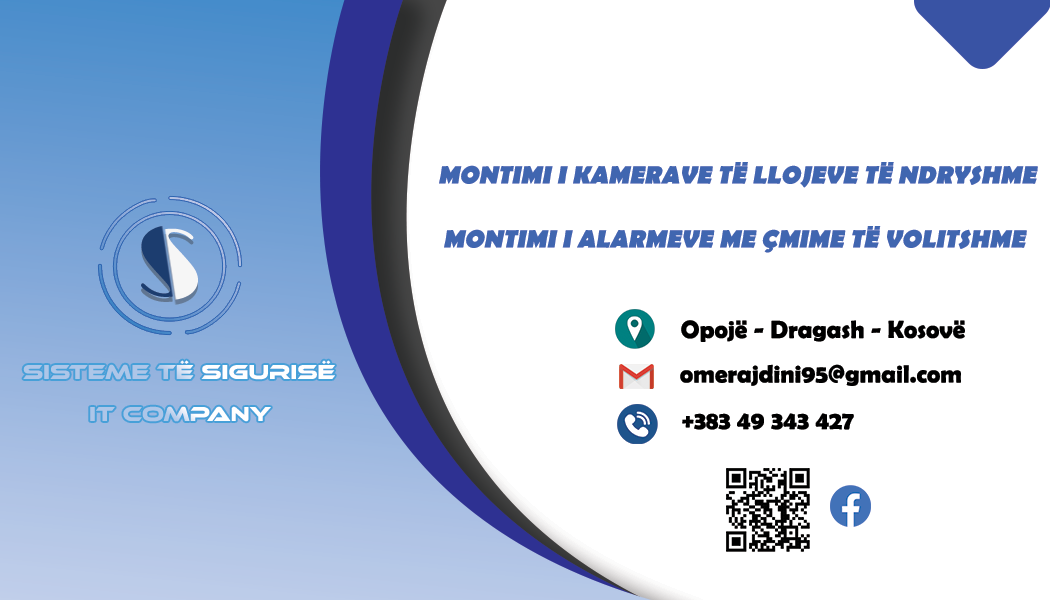 SISTEME TË SIGURISË
IT COMPANY
MONTIMI I KAMERAVE TË LLOJEVE TË NDRYSHME
MONTIMI I ALARMEVE ME ÇMIME TË VOLITSHME
Opojë - Dragash - Kosovë
omerajdini95@gmail.com
+383 49 343 427